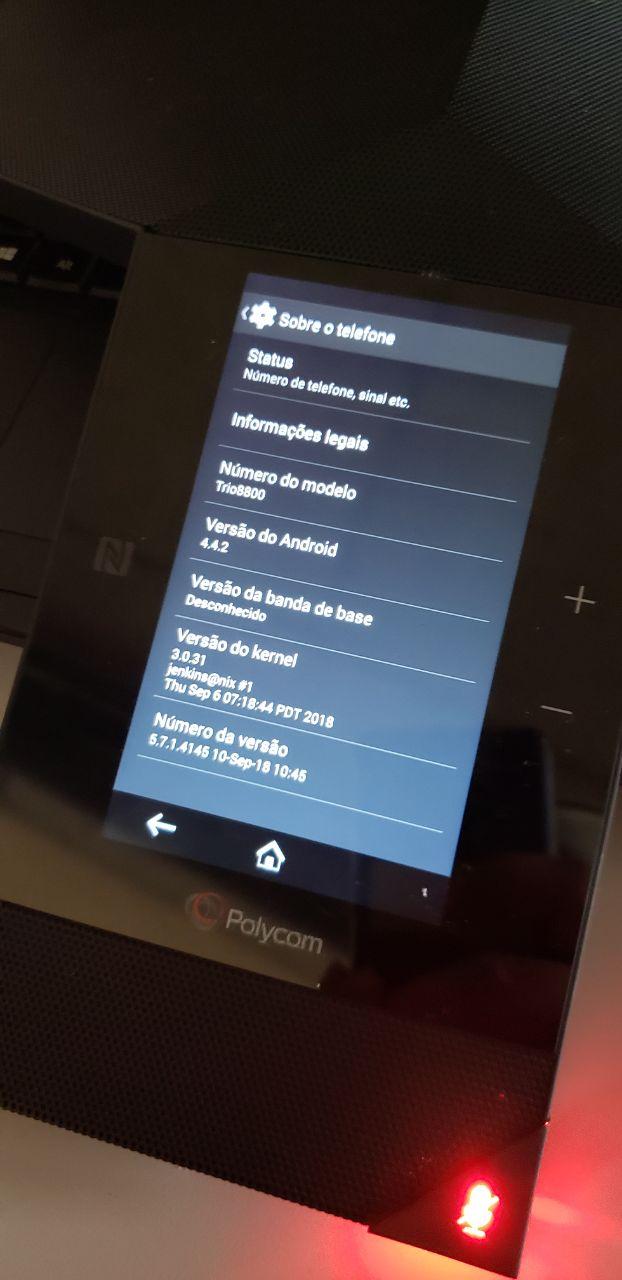 Sobre o telefone
Status
Número de telefone, sinal etc.
Informações legais
Número do modelo
Trio8800
Versão do Android
4.4.2
Versão da banda de base
Desconhecido
Versão do kernel
3.0.31
jenkins@nix #1
Thu Sep 6 07:18:44 PDT 2018
Número da versão
5.7.1.4145 10-Sep-18 10:45
Polycom